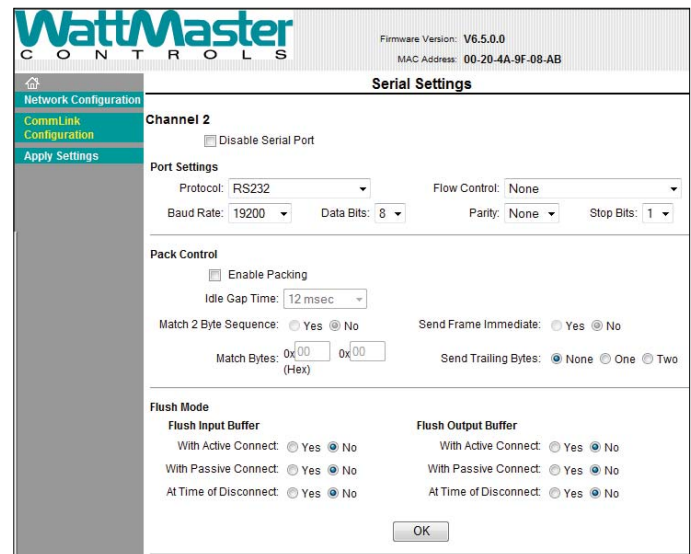 WattMaster
CONTROLS
Firmware Version: V6.5.0.0
MAC Address: 00-20-4A-9F-08-AB
Serial Settings
Network Configuration
CommLink
Configuration
Apply Settings
Channel 2
Disable Serial Port
Port Settings
Protocol: RS232 Flow Control: None
Baud Rate: 19200 Data Bits: 8 Parity: None Stop Bits: 1
Pack Control
Enable Packing
Idle Gap Time: 12 msec
Match 2 Byte Sequence: Yes No Send Frame Immediate: Yes No
Match Bytes: 0x 00 0x 00 Send Trailing Bytes: None One Two
(Hex)
Flush Mode
Flush Input Buffer Flush Output Buffer
With Active Connect: Yes No With Active Connect: Yes No
With Passive Connect: Yes No With Passive Connect: Yes No
At Time of Disconnect: Yes No At Time of Disconnect: Yes No
OK